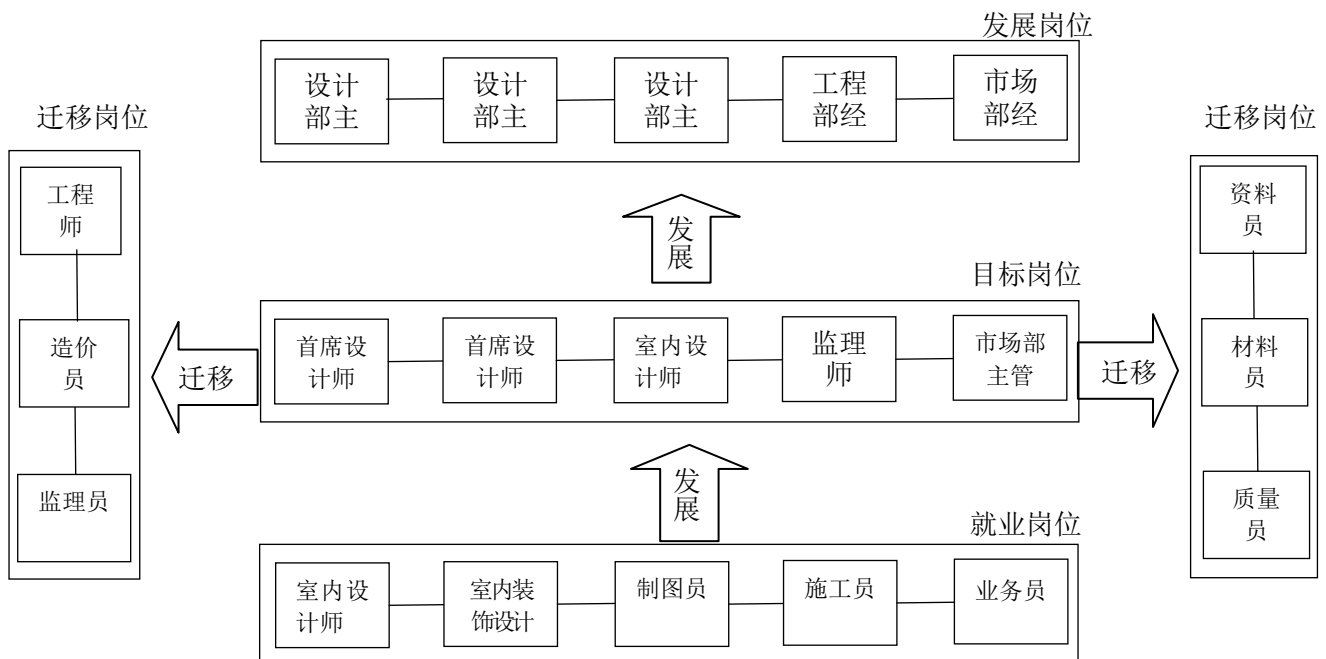 发展岗位
设计
部主
设计
部主
设计
部主
工程
部经
市场
部经
迁移岗位
工程
师
造价
员
监理员
迁移岗位
资料
员
材料
员
质量
员
发
展
目标岗位
首席设
计师
首席设
计师
室内设
计师
监理
师
市场部
主管
迁移
迁移
发
展
就业岗位
室内设
计师
室内装
饰设计
制图员
施工员
业务员